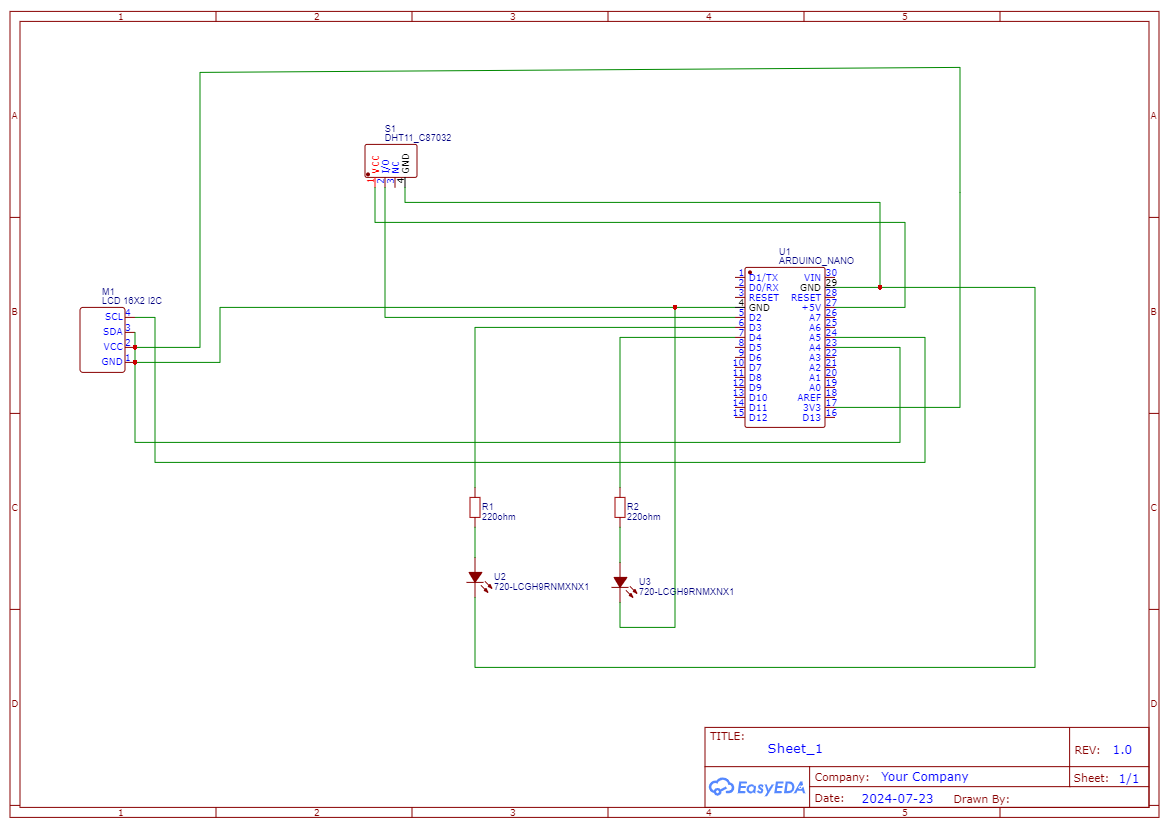 1 2 3 4 5
A A
B B
C C
D D
S1
DHT11_C87032
VCC
I/O
NC
GND
1 2 3 4
M1
LCD 16X2 I2C
SCL 4
SDA 3
VCC 2
GND 1
U1
ARDUINO_NANO
1 D1/TX VIN 30
2 D0/RX GND 29
3 RESET RESET 28
4 GND +5V 27
5 D2 A7 26
6 D3 A6 25
7 D4 A5 24
8 D5 A4 23
9 D6 A3 22
10 D7 A2 21
11 D8 A1 20
12 D9 A0 19
13 D10 AREF 18
14 D11 3V3 17
15 D12 D13 16
R1
220ohm
R2
220ohm
U2
720-LCGH9RNMXNX1
U3
720-LCGH9RNMXNX1
TITLE:
Sheet_1
REV: 1.0
EasyEDA
Company: Your Company
Sheet: 1/1
Date: 2024-07-23 Drawn By:
1 2 3 4 5